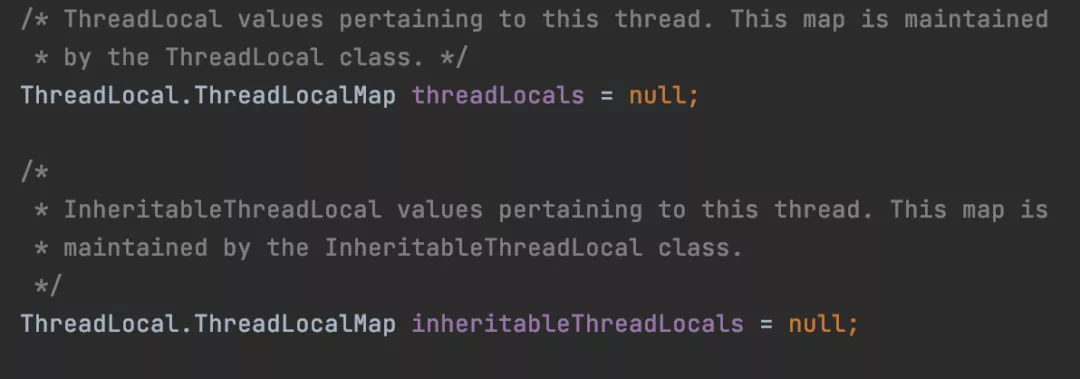 /* ThreadLocal values pertaining to this thread. This map is maintained
 * by the ThreadLocal class. */
ThreadLocal.ThreadLocalMap threadLocals = null;
/*
 * InheritableThreadLocal values pertaining to this thread. This map is
 * maintained by the InheritableThreadLocal class.
 */
ThreadLocal.ThreadLocalMap inheritableThreadLocals = null;